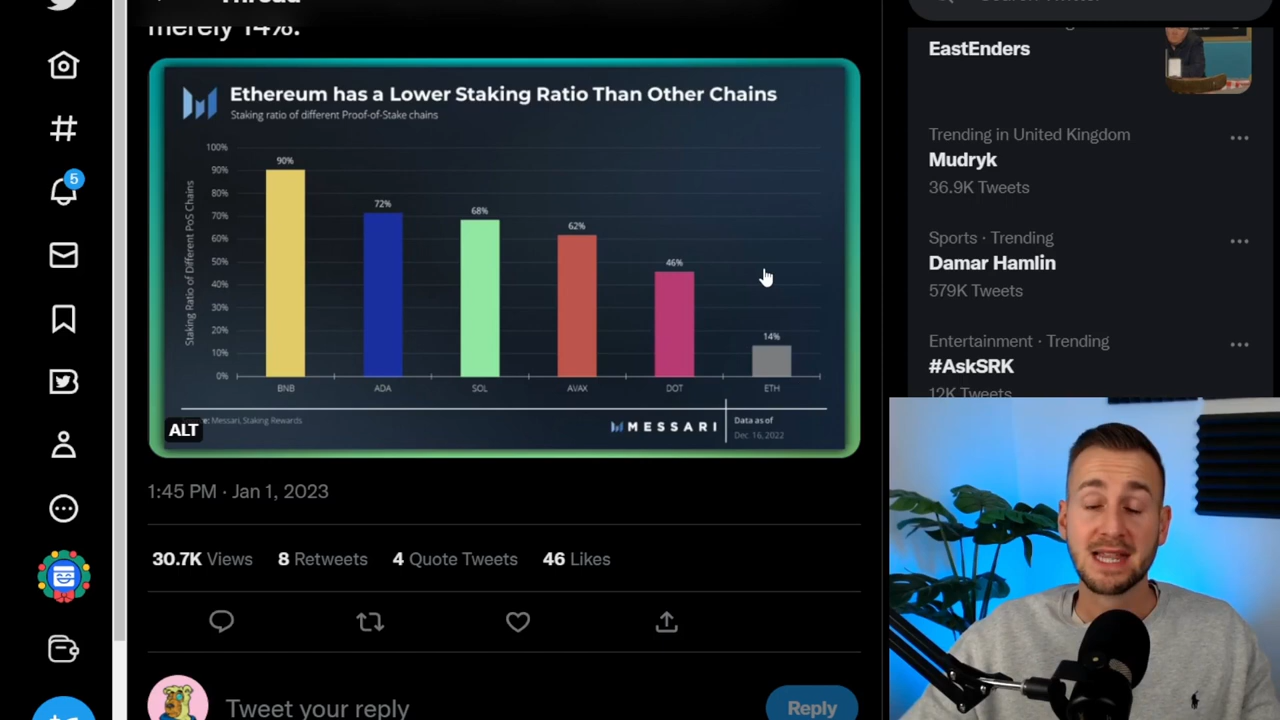 Thread
merely 14%.
Ethereum has a Lower Staking Ratio Than Other Chains
Staking ratio of different Proof-of-Stake chains
Staking Ratio of Different PoS Chains
100%
90%
80%
70%
60%
50%
40%
30%
20%
10%
0%
90%
72%
68%
62%
46%
14%
BNB
ADA
SOL
AVAX
DOT
ETH
ALT
Messari, Staking Rewards
MESSARI
Data as of
Dec. 16, 2022
1:45 PM · Jan 1, 2023
30.7K Views 8 Retweets 4 Quote Tweets 46 Likes
Tweet your reply
Reply
5
Search Twitter
EastEnders
Trending in United Kingdom
Mudryk
36.9K Tweets
Sports · Trending
Damar Hamlin
579K Tweets
Entertainment · Trending
#AskSRK
12K Tweets